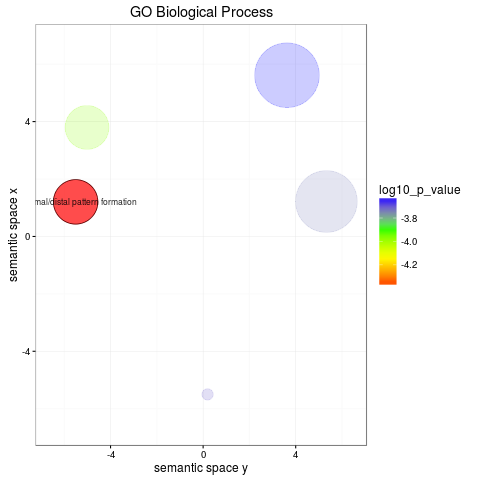 GO Biological Process
semantic space x
4
0
-4
mal/distal pattern formation
-4
0
4
semantic space y
log10_p_value
-3.8
-4.0
-4.2